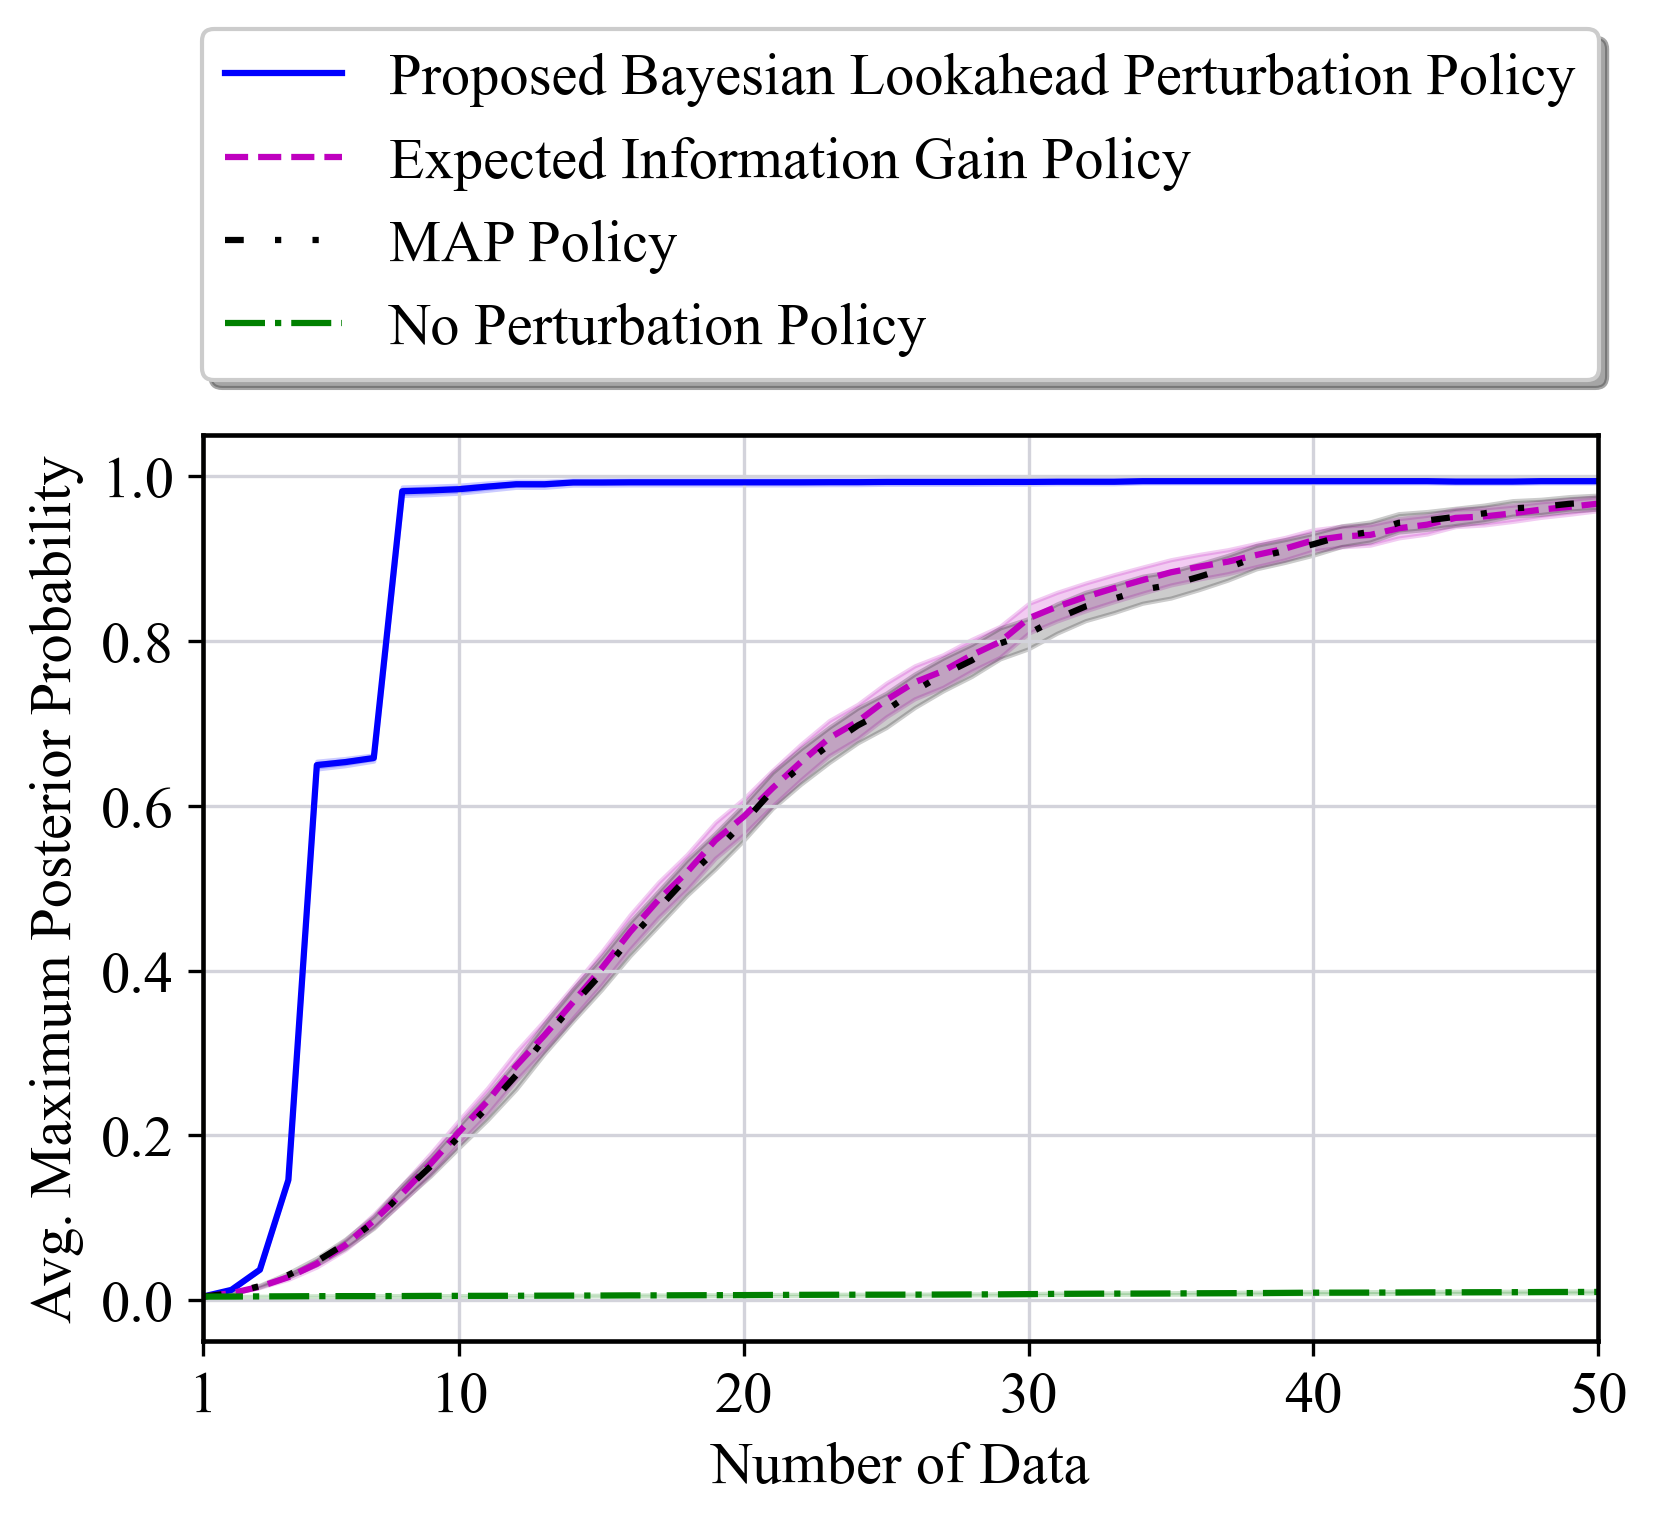 Proposed Bayesian Lookahead Perturbation Policy
Expected Information Gain Policy
MAP Policy
No Perturbation Policy
Avg. Maximum Posterior Probability
1.0
0.8
0.6
0.4
0.2
0.0
1 10 20 30 40 50
Number of Data